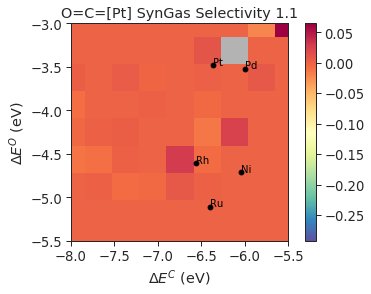 O=C=[Pt] SynGas Selectivity 1.1
−3.0
−3.5
−4.0
−4.5
−5.0
−5.5
ΔE^O (eV)
Pt
Pd
Rh
Ni
Ru
−8.0
−7.5
−7.0
−6.5
−6.0
−5.5
ΔE^C (eV)
0.05
0.00
−0.05
−0.10
−0.15
−0.20
−0.25